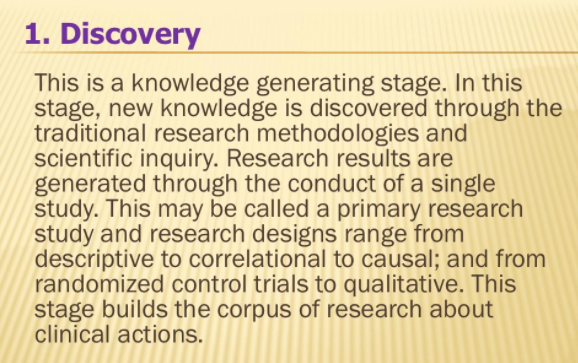 1. Discovery
This is a knowledge generating stage. In this
stage, new knowledge is discovered through the
traditional research methodologies and
scientific inquiry. Research results are
generated through the conduct of a single
study. This may be called a primary research
study and research designs range from
descriptive to correlational to causal; and from
randomized control trials to qualitative. This
stage builds the corpus of research about
clinical actions.